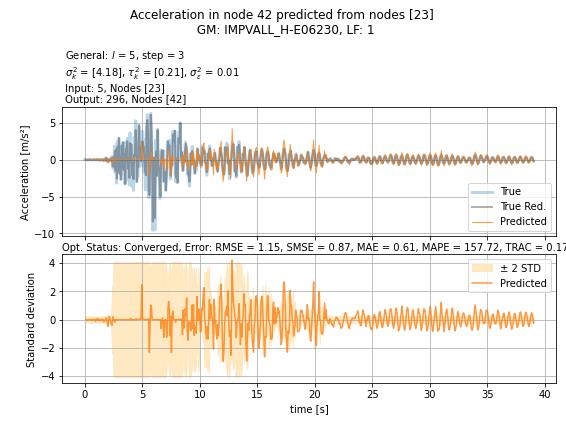 Acceleration in node 42 predicted from nodes [23]
GM: IMPVALL_H-E06230, LF: 1
General: l = 5, step = 3
σ²ₖ = [4.18], τ²ₖ = [0.21], σ²ε = 0.01
Input: 5, Nodes [23]
Output: 296, Nodes [42]
Acceleration [m/s²]
5
0
−5
−10
True
True Red.
Predicted
Opt. Status: Converged, Error: RMSE = 1.15, SMSE = 0.87, MAE = 0.61, MAPE = 157.72, TRAC = 0.17
Standard deviation
4
2
0
−2
−4
± 2 STD
Predicted
0 5 10 15 20 25 30 35 40
time [s]